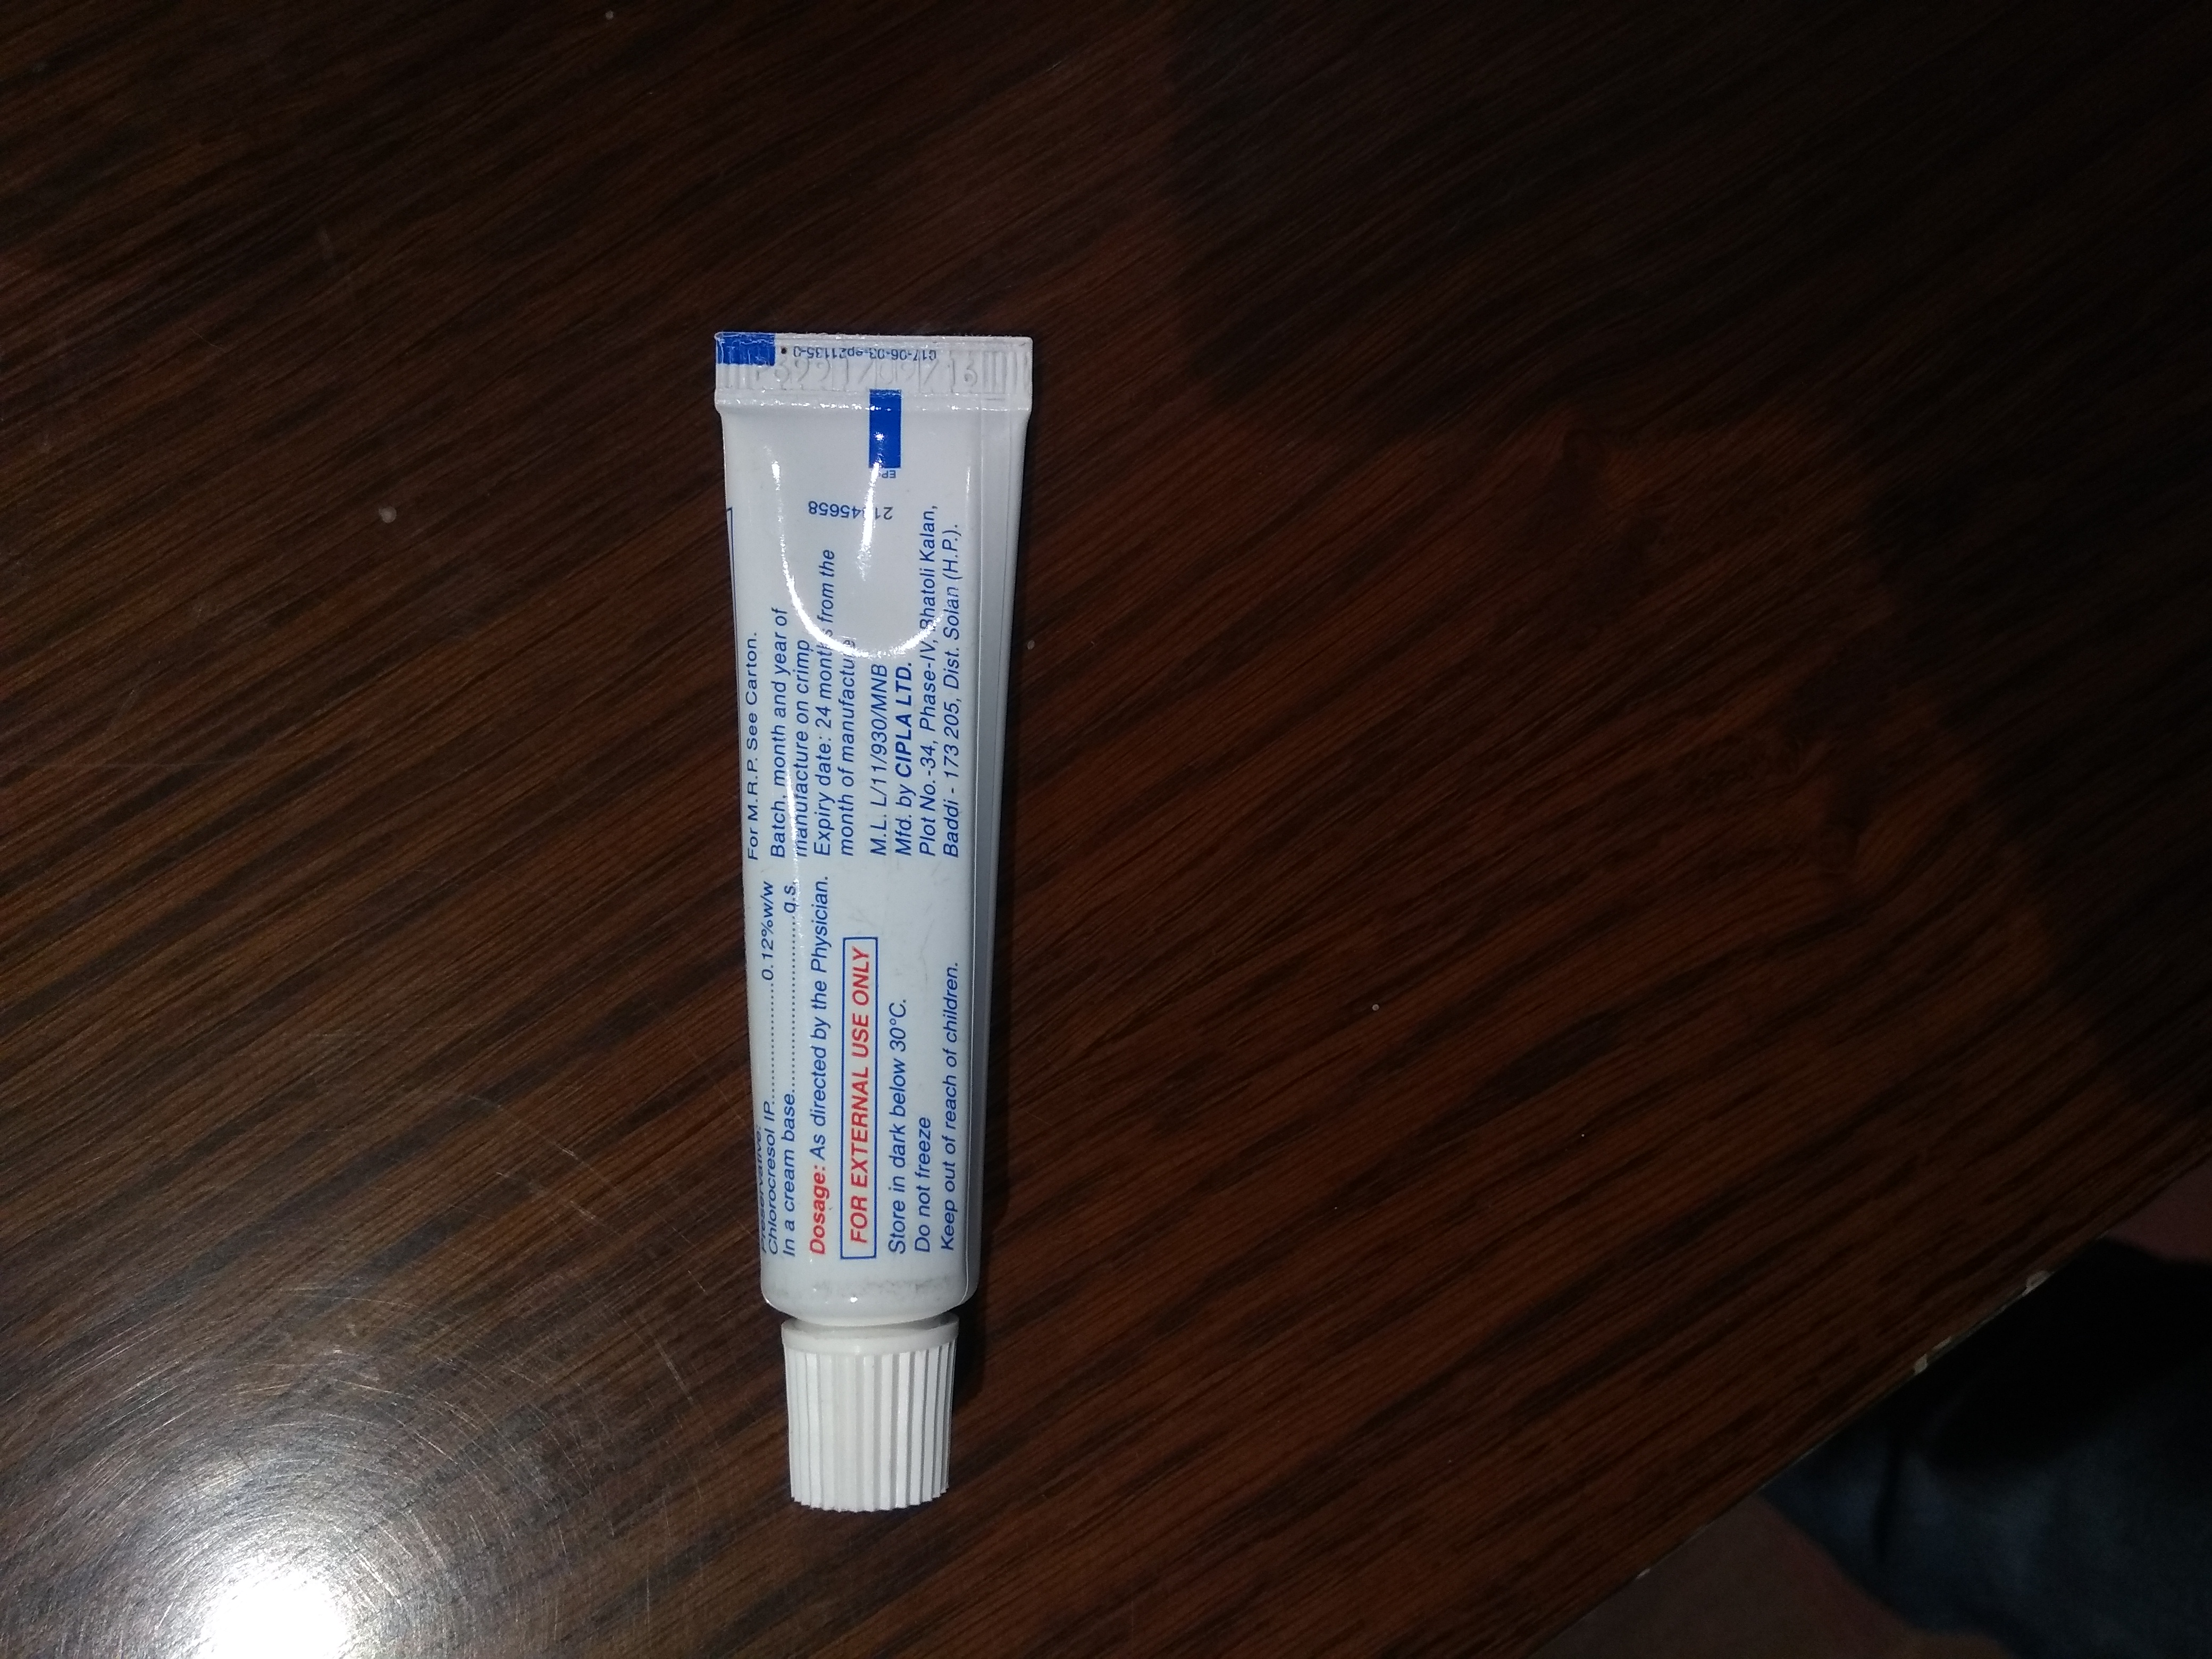 Preservative:
Chlorocresol IP..................0.12%w/w
In a cream base..........................q.s.
Dosage: As directed by the Physician.
FOR EXTERNAL USE ONLY
Store in dark below 30°C.
Do not freeze
Keep out of reach of children.
For M.R.P. See Carton.
Batch, month and year of
manufacture on crimp
Expiry date: 24 months from the
month of manufacture
M.L. L/11/930/MNB
Mfd. by CIPLA LTD.
Plot No.-34, Phase-IV, Bhatoli Kalan,
Baddi - 173 205, Dist. Solan (H.P.).